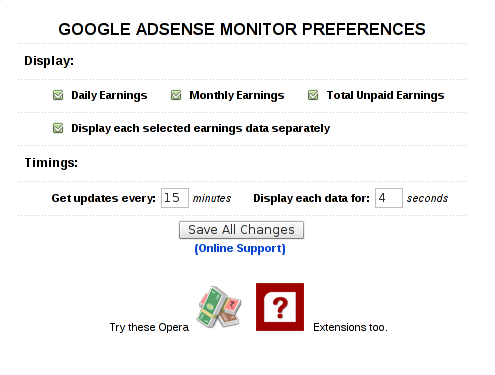 GOOGLE ADSENSE MONITOR PREFERENCES
Display:
Daily Earnings Monthly Earnings Total Unpaid Earnings
Display each selected earnings data separately
Timings:
Get updates every: 15 minutes Display each data for: 4 seconds
Save All Changes
(Online Support)
?
Try these Opera Extensions too.